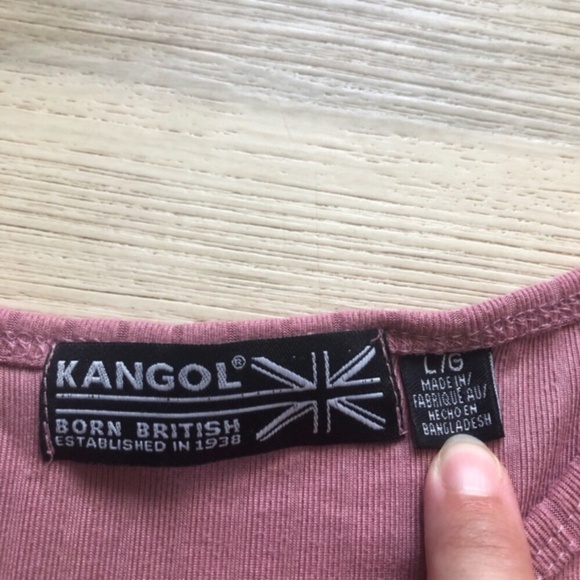 KANGOL®
BORN BRITISH
ESTABLISHED IN 1938
L/G
MADE IN/
FABRIQUE AU/
HECHO EN
BANGLADESH